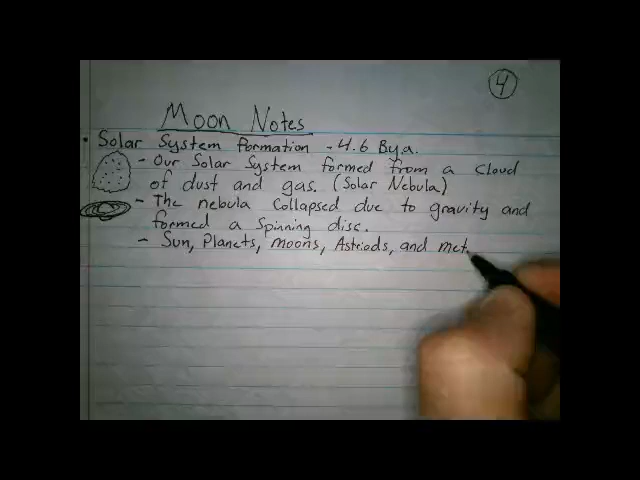 4
Moon Notes
• Solar System Formation - 4.6 By.a.
- Our Solar System formed from a cloud
of dust and gas. (Solar Nebula)
- The nebula collapsed due to gravity and
formed a spinning disc.
- Sun, Planets, moons, Astriods, and met